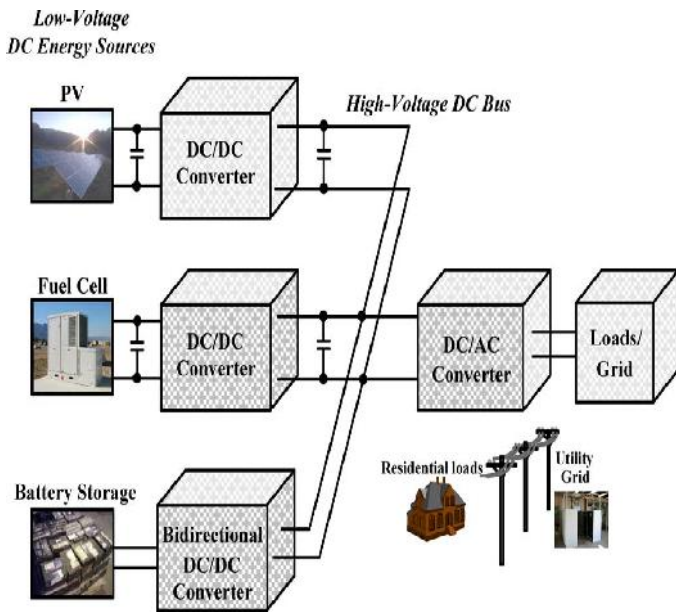 Low-Voltage
DC Energy Sources
PV
High-Voltage DC Bus
DC/DC
Converter
Fuel Cell
DC/DC
Converter
DC/AC
Converter
Loads/
Grid
Residential loads
Utility
Grid
Battery Storage
Bidirectional
DC/DC
Converter